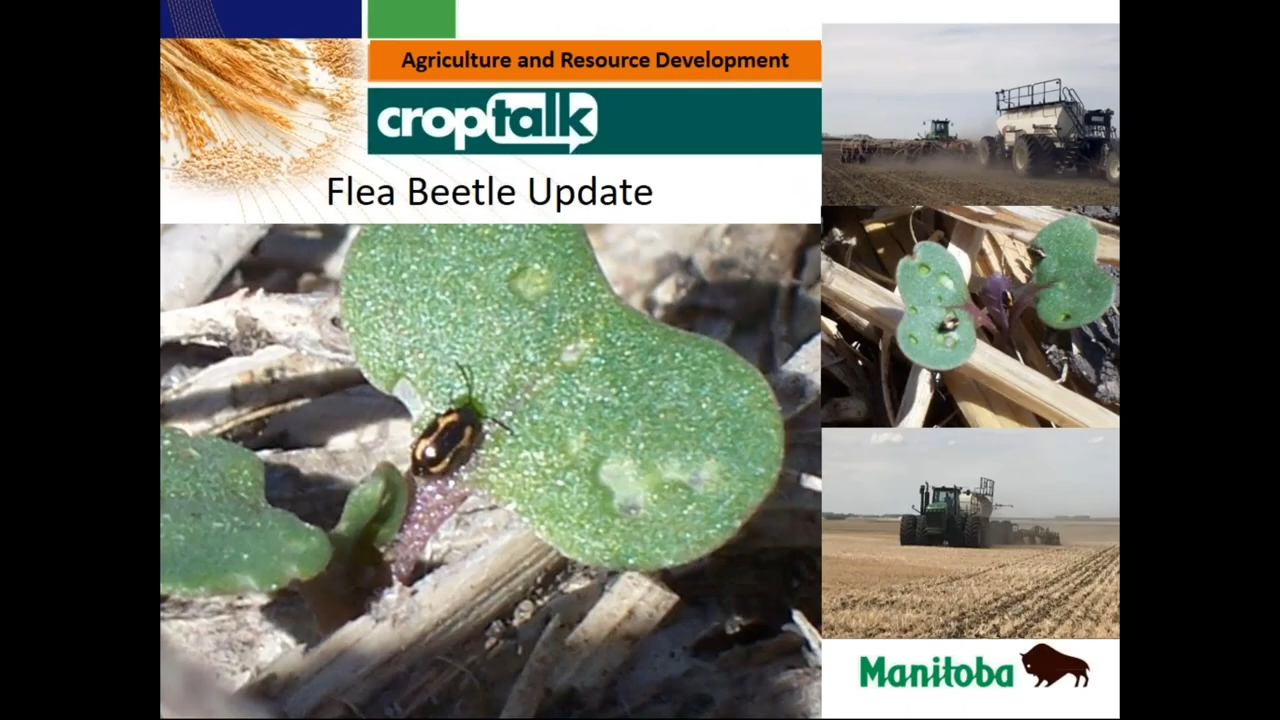 Agriculture and Resource Development
croptalk
Flea Beetle Update
Manitoba